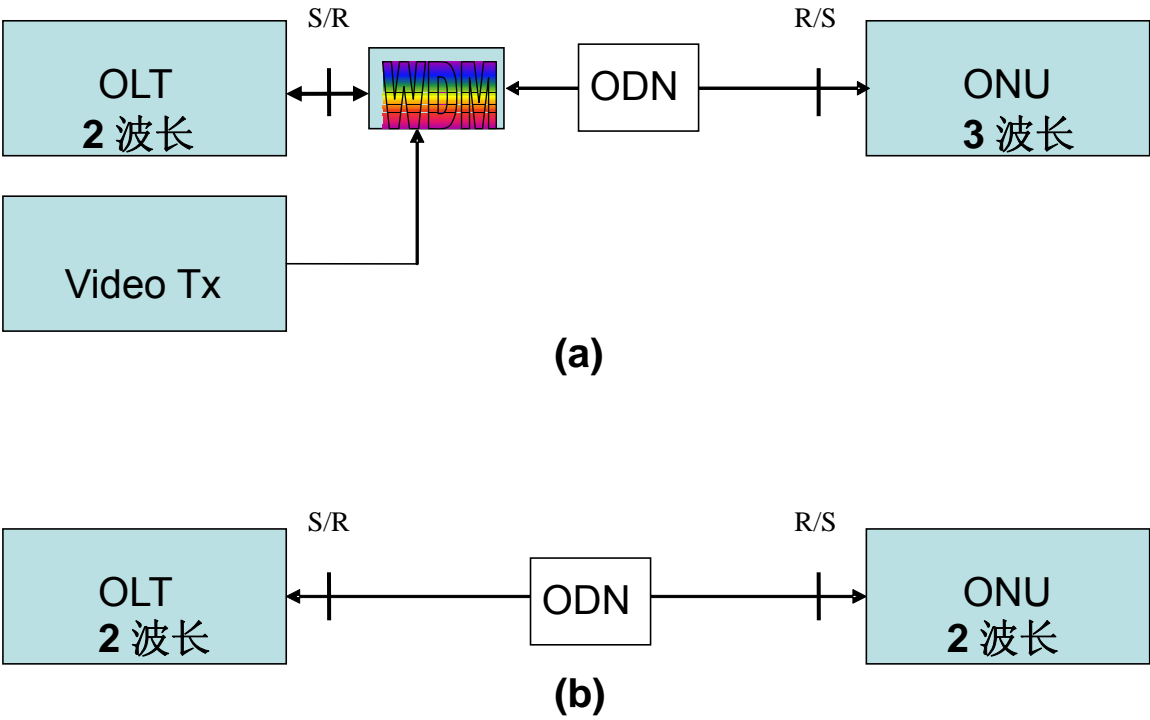 S/R
R/S
OLT
2 波长
WDM
ODN
ONU
3 波长
Video Tx
(a)
S/R
R/S
OLT
2 波长
ODN
ONU
2 波长
(b)